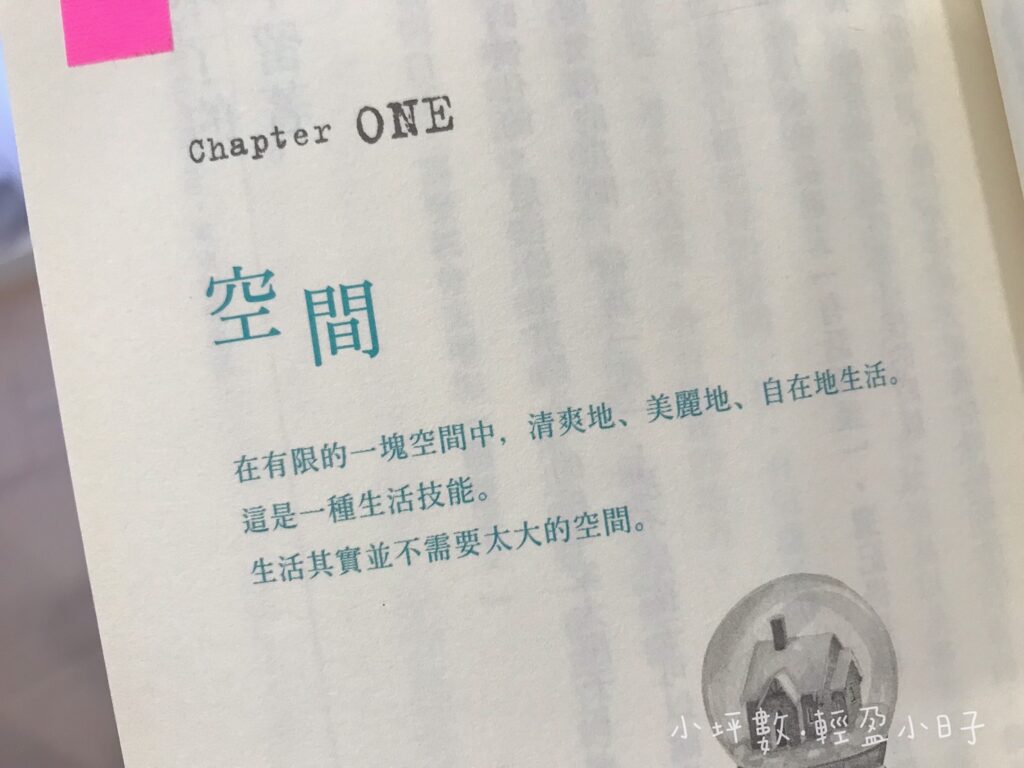 Chapter ONE
空間
在有限的一塊空間中，清爽地、美麗地、自在地生活。
這是一種生活技能。
生活其實並不需要太大的空間。
小坪數·輕盈小日子